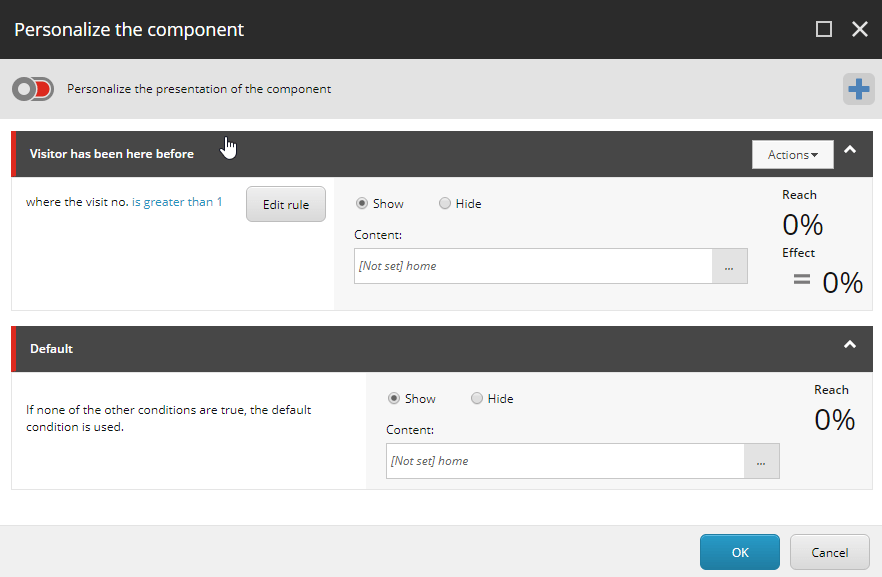 Personalize the component
Personalize the presentation of the component
Visitor has been here before
Actions
where the visit no. is greater than 1
Edit rule
Show
Hide
Content:
[Not set] home
...
Reach
0%
Effect
= 0%
Default
If none of the other conditions are true, the default
condition is used.
Show
Hide
Content:
[Not set] home
...
Reach
0%
OK
Cancel